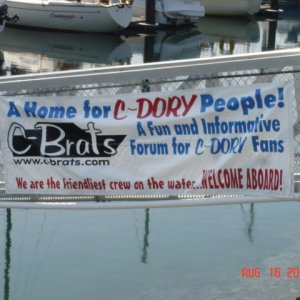 A Home for C-DORY People!
C-Brats
A Fun and Informative
Forum for C-DORY Fans
www.cbrats.com
We are the friendliest crew on the water...WELCOME ABOARD!
AUG 16 20